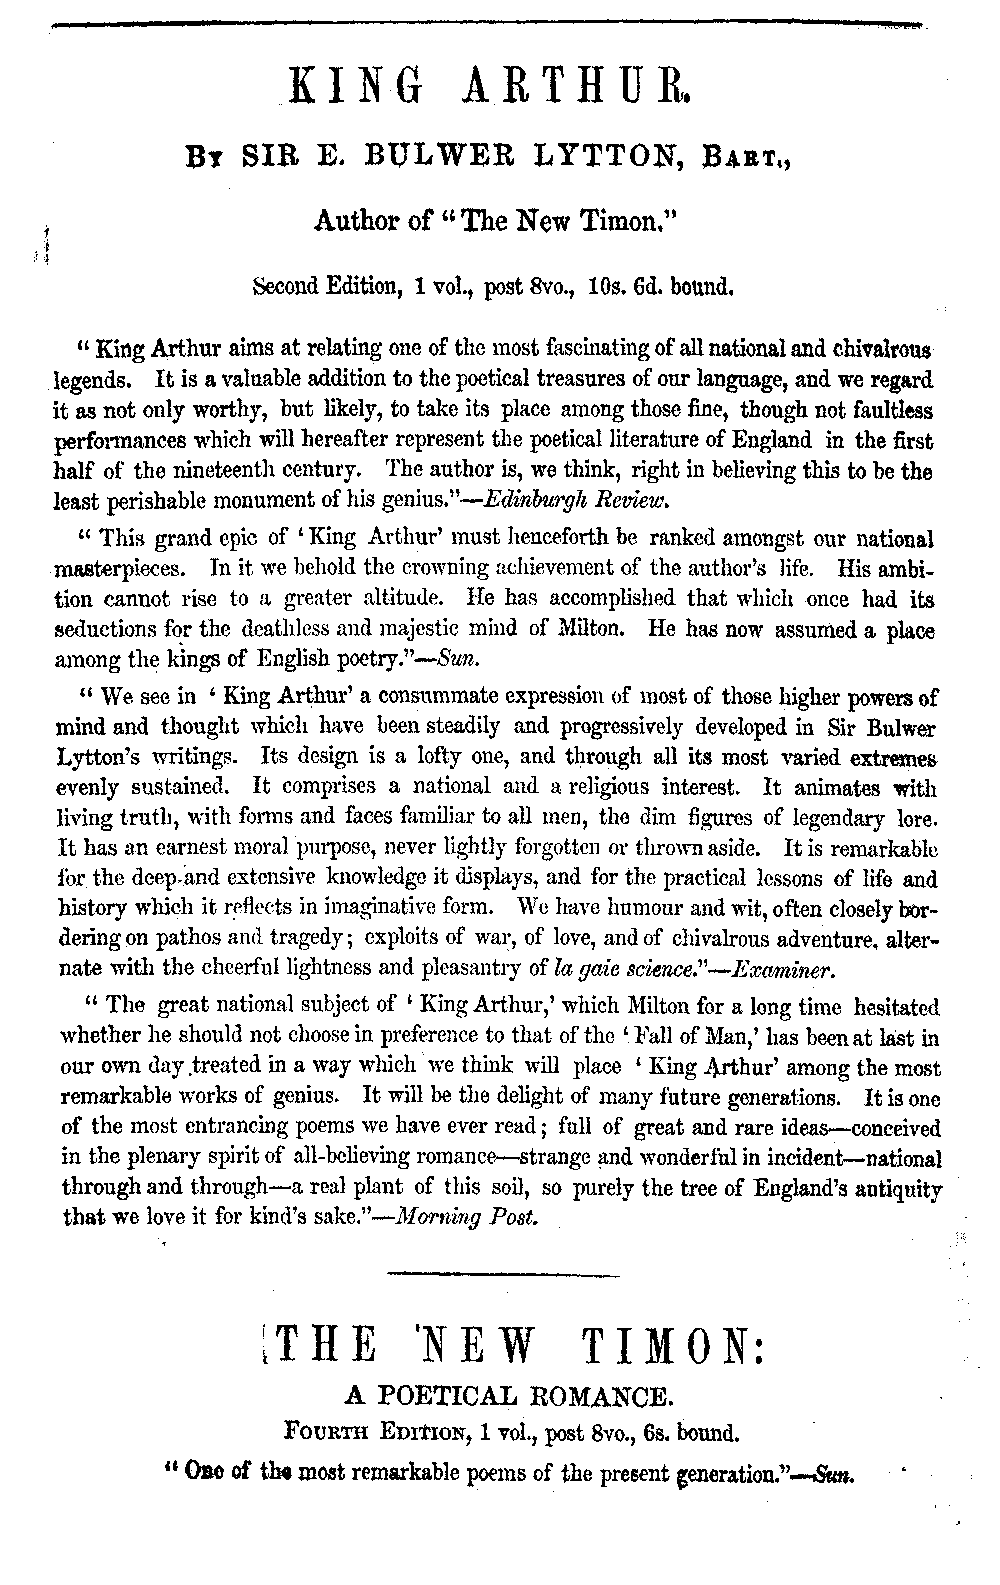 KING ARTHUR.
By SIR E. BULWER LYTTON, Bart.,
Author of "The New Timon."
Second Edition, 1 vol., post 8vo., 10s. 6d. bound.
"King Arthur aims at relating one of the most fascinating of all national and chivalrous
legends. It is a valuable addition to the poetical treasures of our language, and we regard
it as not only worthy, but likely, to take its place among those fine, though not faultless
performances which will hereafter represent the poetical literature of England in the first
half of the nineteenth century. The author is, we think, right in believing this to be the
least perishable monument of his genius."—Edinburgh Review.
"This grand epic of 'King Arthur' must henceforth be ranked amongst our national
masterpieces. In it we behold the crowning achievement of the author's life. His ambi-
tion cannot rise to a greater altitude. He has accomplished that which once had its
seductions for the deathless and majestic mind of Milton. He has now assumed a place
among the kings of English poetry."—Sun.
"We see in 'King Arthur' a consummate expression of most of those higher powers of
mind and thought which have been steadily and progressively developed in Sir Bulwer
Lytton's writings. Its design is a lofty one, and through all its most varied extremes
evenly sustained. It comprises a national and a religious interest. It animates with
living truth, with forms and faces familiar to all men, the dim figures of legendary lore.
It has an earnest moral purpose, never lightly forgotten or thrown aside. It is remarkable
for the deep and extensive knowledge it displays, and for the practical lessons of life and
history which it reflects in imaginative form. We have humour and wit, often closely bor-
dering on pathos and tragedy; exploits of war, of love, and of chivalrous adventure, alter-
nate with the cheerful lightness and pleasantry of la gaie science."—Examiner.
"The great national subject of 'King Arthur,' which Milton for a long time hesitated
whether he should not choose in preference to that of the 'Fall of Man,' has been at last in
our own day treated in a way which we think will place 'King Arthur' among the most
remarkable works of genius. It will be the delight of many future generations. It is one
of the most entrancing poems we have ever read; full of great and rare ideas—conceived
in the plenary spirit of all-believing romance—strange and wonderful in incident—national
through and through—a real plant of this soil, so purely the tree of England's antiquity
that we love it for kind's sake."—Morning Post.
THE NEW TIMON:
A POETICAL ROMANCE.
Fourth Edition, 1 vol., post 8vo., 6s. bound.
"One of the most remarkable poems of the present generation."—Sun.